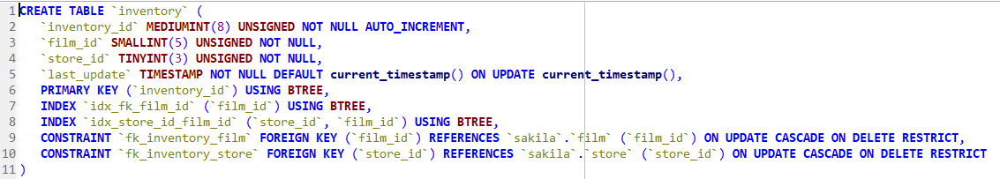 1 CREATE TABLE `inventory` (
2 `inventory_id` MEDIUMINT(8) UNSIGNED NOT NULL AUTO_INCREMENT,
3 `film_id` SMALLINT(5) UNSIGNED NOT NULL,
4 `store_id` TINYINT(3) UNSIGNED NOT NULL,
5 `last_update` TIMESTAMP NOT NULL DEFAULT current_timestamp() ON UPDATE current_timestamp(),
6 PRIMARY KEY (`inventory_id`) USING BTREE,
7 INDEX `idx_fk_film_id` (`film_id`) USING BTREE,
8 INDEX `idx_store_id_film_id` (`store_id`, `film_id`) USING BTREE,
9 CONSTRAINT `fk_inventory_film` FOREIGN KEY (`film_id`) REFERENCES `sakila`.`film` (`film_id`) ON UPDATE CASCADE ON DELETE RESTRICT,
10 CONSTRAINT `fk_inventory_store` FOREIGN KEY (`store_id`) REFERENCES `sakila`.`store` (`store_id`) ON UPDATE CASCADE ON DELETE RESTRICT
11 )